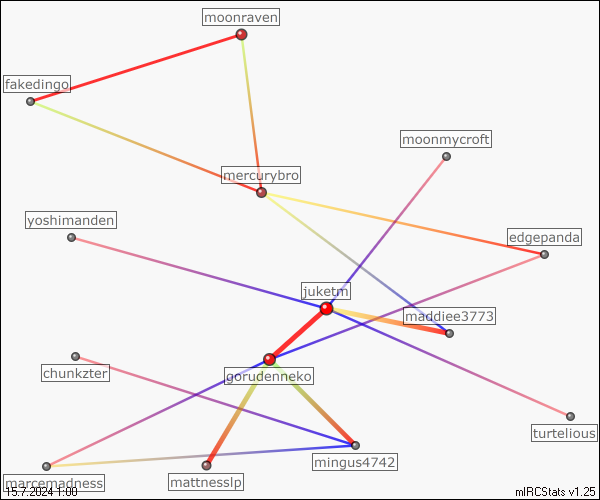 moonraven
fakedingo
moonmycroft
mercurybro
yoshimanden
edgepanda
juketm
maddiee3773
chunkzter
gorudenneko
turtelious
mingus4742
marcemadness
mattnesslp
15.7.2024 1:00
mIRCStats v1.25